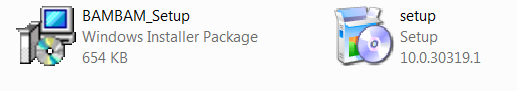 BAMBAM_Setup
Windows Installer Package
654 KB
setup
Setup
10.0.30319.1